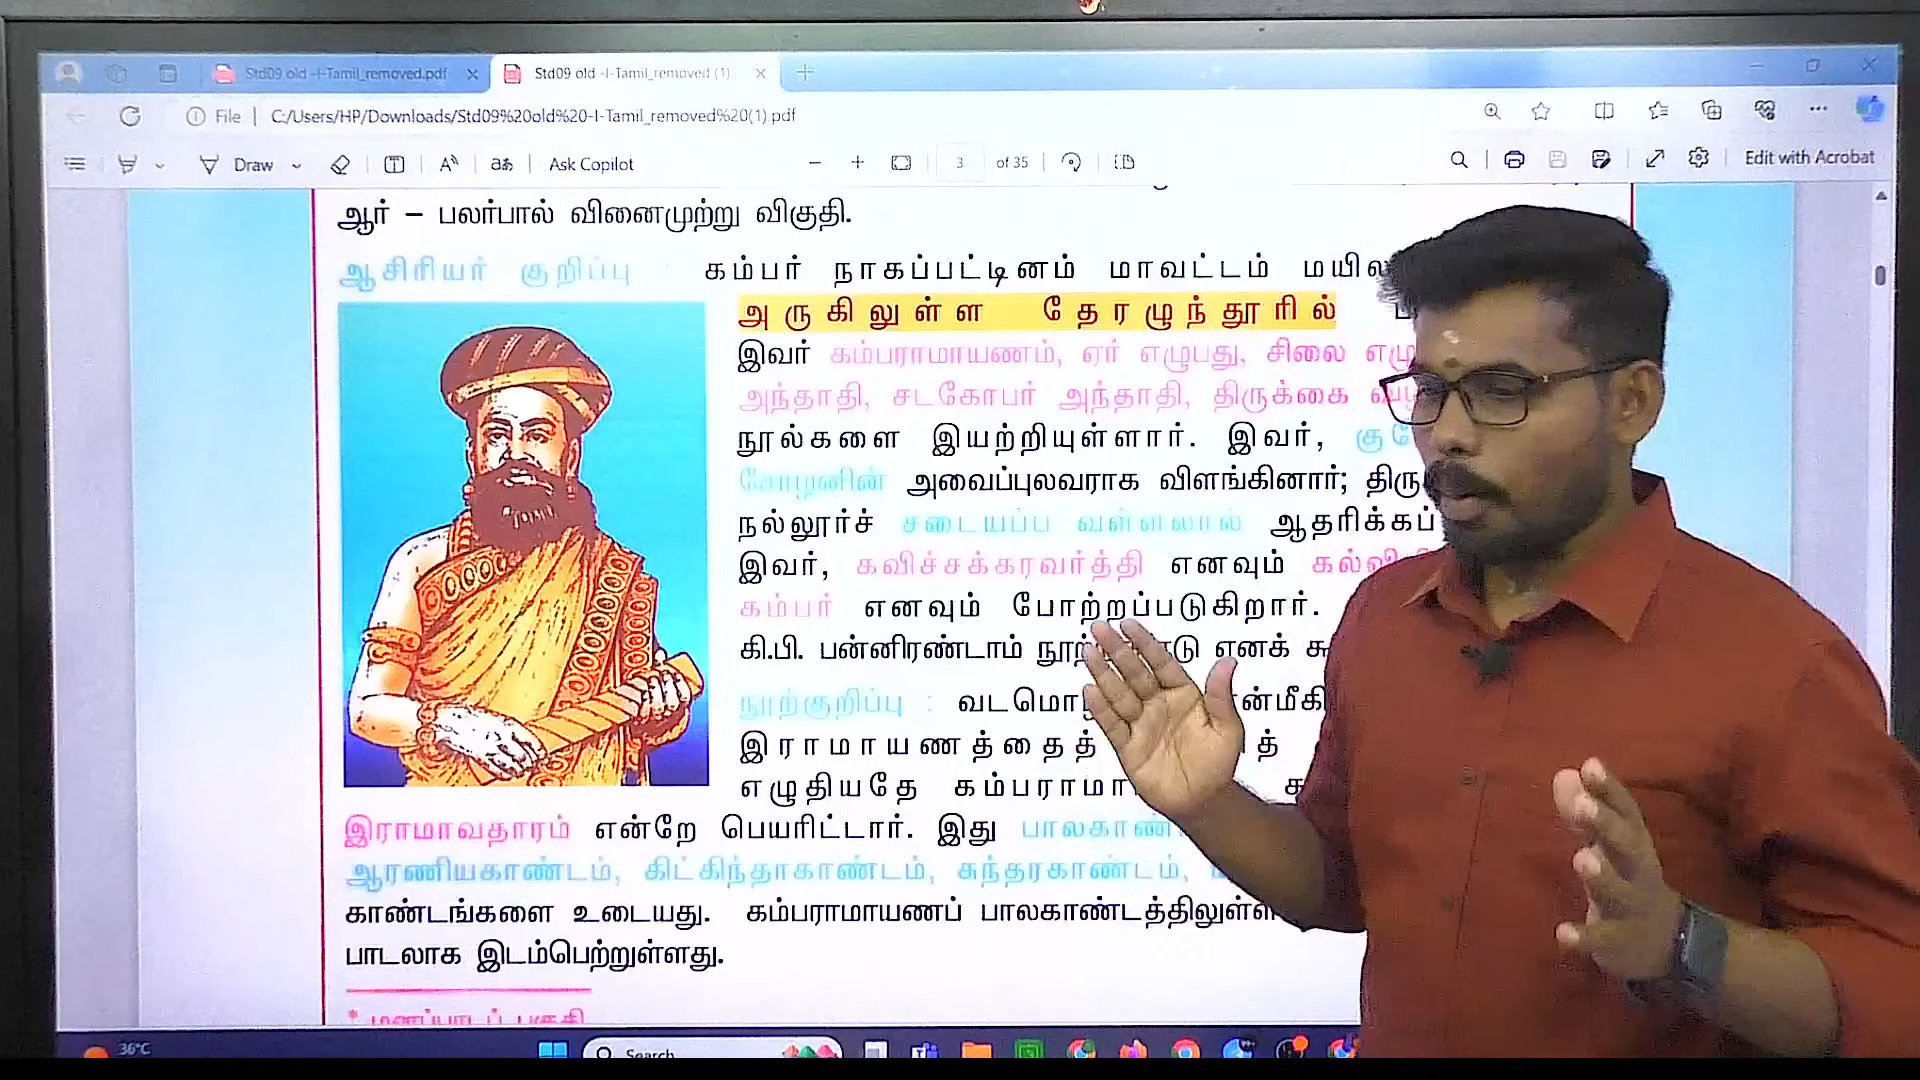 Std09 old -I-Tamil_removed.pdf
Std09 old -I-Tamil_removed (1)
File
C:/Users/HP/Downloads/Std09%20old%20-I-Tamil_removed%20(1).pdf
Draw
Ask Copilot
3 of 35
Edit with Acrobat
ஆர் – பலர்பால் வினைமுற்று விகுதி.
ஆசிரியர் குறிப்பு : கம்பர் நாகப்பட்டினம் மாவட்டம்
அருகிலுள்ள தேரழுந்தூரில்
இவர் கம்பராமாயணம், ஏர் எழுபது, சிலை
அந்தாதி, சடகோபர் அந்தாதி, திருக்கை
நூல்களை இயற்றியுள்ளார். இவர்,
சோழனின் அவைப்புலவராக விளங்கினார்;
நல்லூர்ச் சடையப்ப வள்ளலால்
இவர், கவிச்சக்கரவர்த்தி எனவும்
கம்பர் எனவும் போற்றப்படுகிறார்.
கி.பி. பன்னிரண்டாம் எனக்
நூற்குறிப்பு :
இராமாயணத்தைத்
எழுதியதே
இராமாவதாரம் என்றே பெயரிட்டார். இது
ஆரணியகாண்டம், கிட்கிந்தாகாண்டம், சுந்தரகாண்டம்,
காண்டங்களை உடையது. கம்பராமாயணப் பாலகாண்டத்திலுள்ள
பாடலாக இடம்பெற்றுள்ளது.
36°C
Search